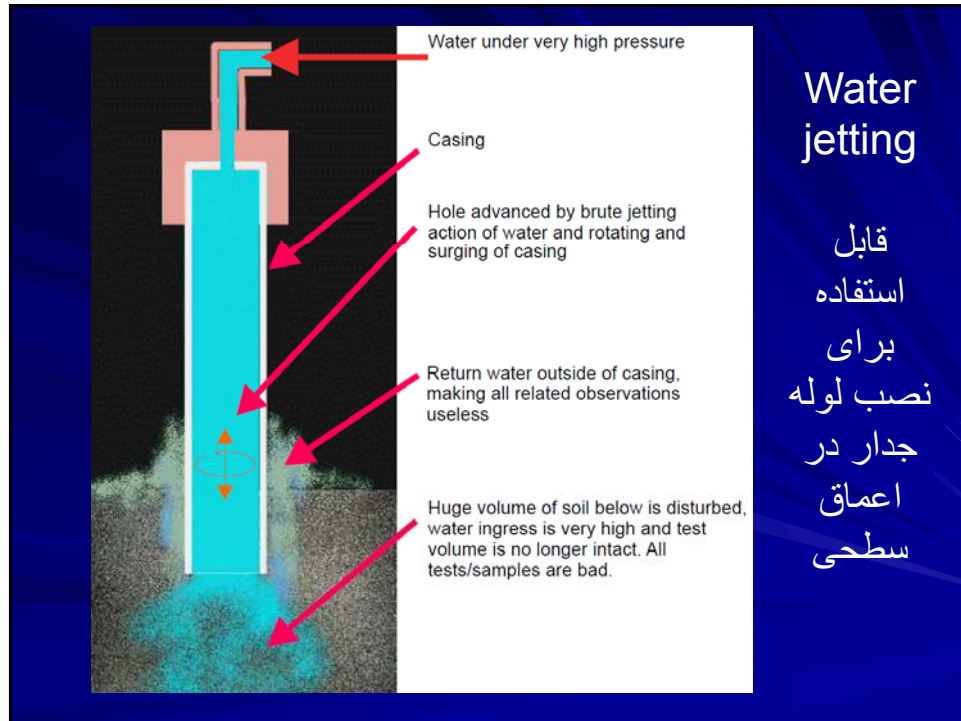 Water under very high pressure
Casing
Hole advanced by brute jetting
action of water and rotating and
surging of casing
Return water outside of casing,
making all related observations
useless
Huge volume of soil below is disturbed,
water ingress is very high and test
volume is no longer intact. All
tests/samples are bad.
Water
jetting
قابل
استفاده
برای
نصب لوله
جدار در
اعماق
سطحی